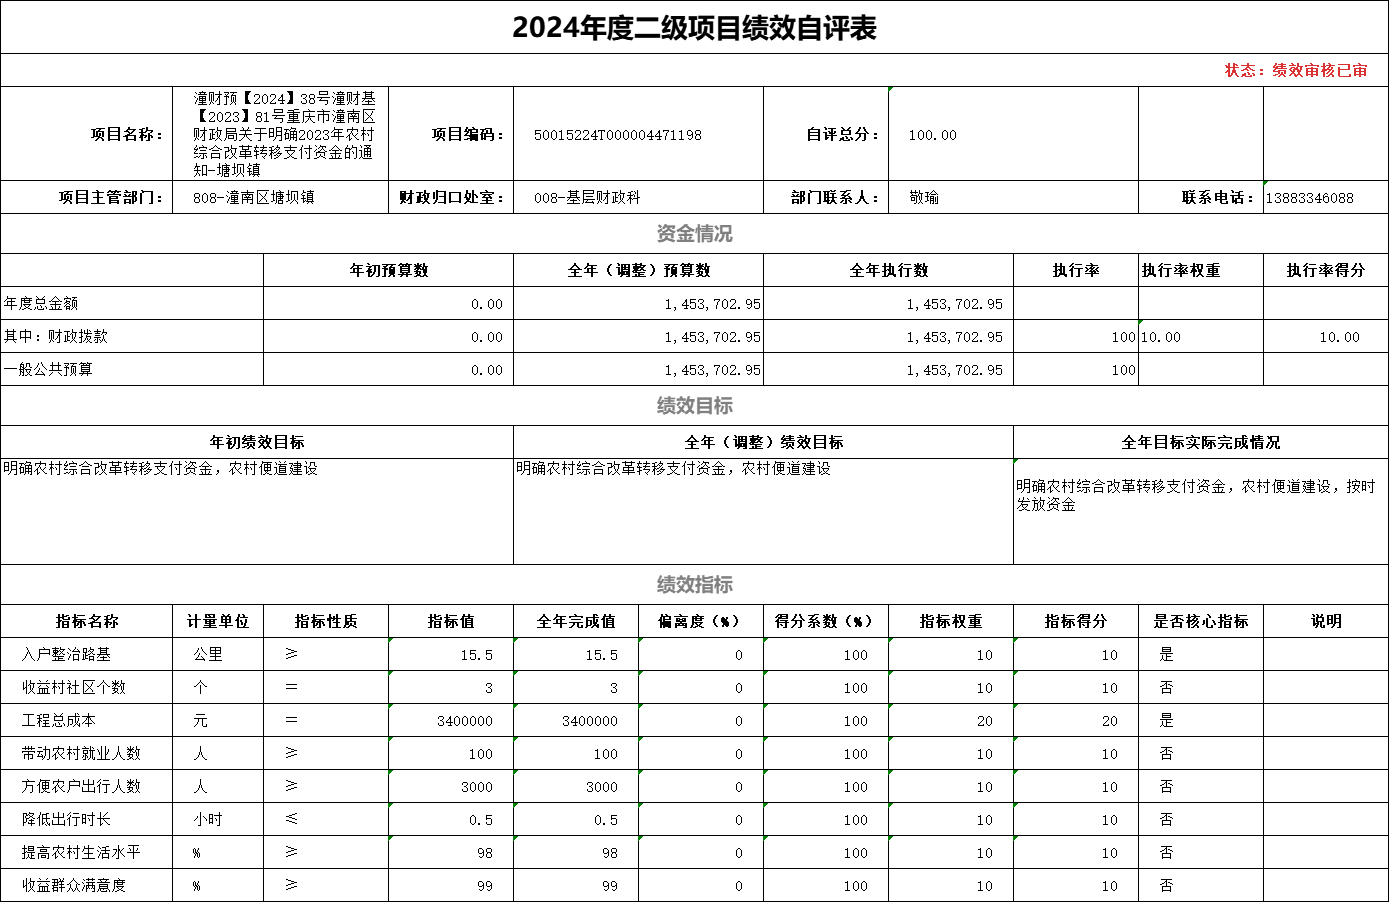 2024年度二级项目绩效自评表
状态：绩效审核已审
项目名称： 潼财预【2024】38号潼财基
【2023】81号重庆市潼南区
财政局关于明确2023年农村
综合改革转移支付资金的通
知-塘坝镇 项目编码： 50015224T000004471198 自评总分： 100.00
项目主管部门： 808-潼南区塘坝镇 财政归口处室： 008-基层财政科 部门联系人： 敬瑜 联系电话： 13883346088
资金情况
年初预算数 全年（调整）预算数 全年执行数 执行率 执行率权重 执行率得分
年度总金额 0.00 1,453,702.95 1,453,702.95
其中：财政拨款 0.00 1,453,702.95 1,453,702.95 100 10.00 10.00
一般公共预算 0.00 1,453,702.95 1,453,702.95 100
绩效目标
年初绩效目标 全年（调整）绩效目标 全年目标实际完成情况
明确农村综合改革转移支付资金，农村便道建设 明确农村综合改革转移支付资金，农村便道建设 明确农村综合改革转移支付资金，农村便道建设，按时
发放资金
绩效指标
指标名称 计量单位 指标性质 指标值 全年完成值 偏离度（%） 得分系数（%） 指标权重 指标得分 是否核心指标 说明
入户整治路基 公里 ≥ 15.5 15.5 0 100 10 10 是
收益村社区个数 个 ＝ 3 3 0 100 10 10 否
工程总成本 元 ＝ 3400000 3400000 0 100 20 20 是
带动农村就业人数 人 ≥ 100 100 0 100 10 10 否
方便农户出行人数 人 ≥ 3000 3000 0 100 10 10 否
降低出行时长 小时 ≤ 0.5 0.5 0 100 10 10 否
提高农村生活水平 % ≥ 98 98 0 100 10 10 否
收益群众满意度 % ≥ 99 99 0 100 10 10 否